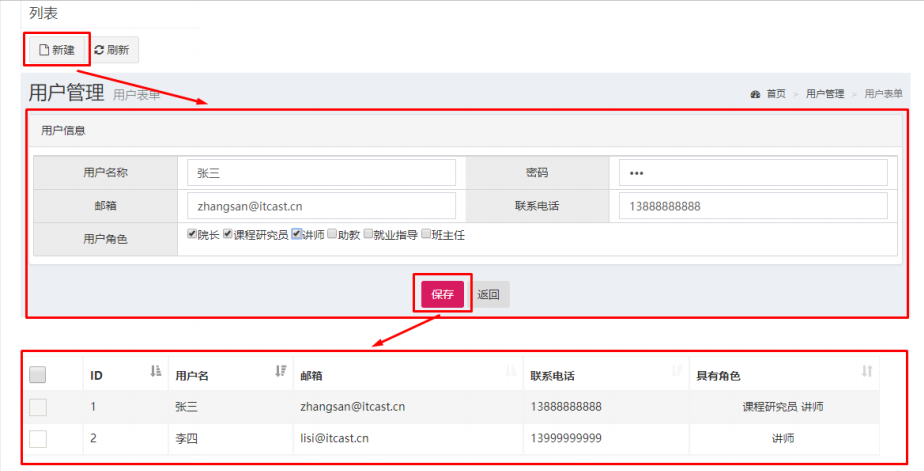 列表
新建 刷新
用户管理 用户表单 首页 > 用户管理 > 用户表单
用户信息
用户名称 张三 密码 •••
邮箱 zhangsan@itcast.cn 联系电话 13888888888
用户角色 院长 课程研究员 讲师 助教 就业指导 班主任
保存 返回
ID 用户名 邮箱 联系电话 具有角色
1 张三 zhangsan@itcast.cn 13888888888 课程研究员 讲师
2 李四 lisi@itcast.cn 13999999999 讲师